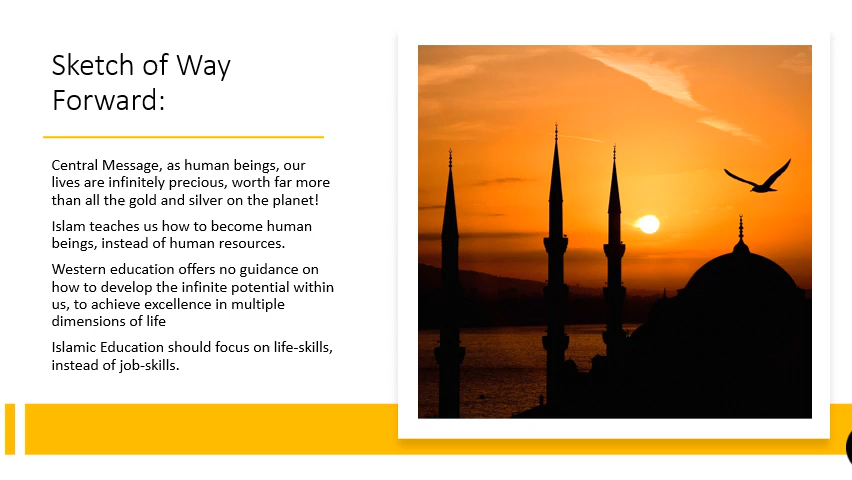 Sketch of Way
Forward:
Central Message, as human beings, our
lives are infinitely precious, worth far more
than all the gold and silver on the planet!
Islam teaches us how to become human
beings, instead of human resources.
Western education offers no guidance on
how to develop the infinite potential within
us, to achieve excellence in multiple
dimensions of life
Islamic Education should focus on life-skills,
instead of job-skills.